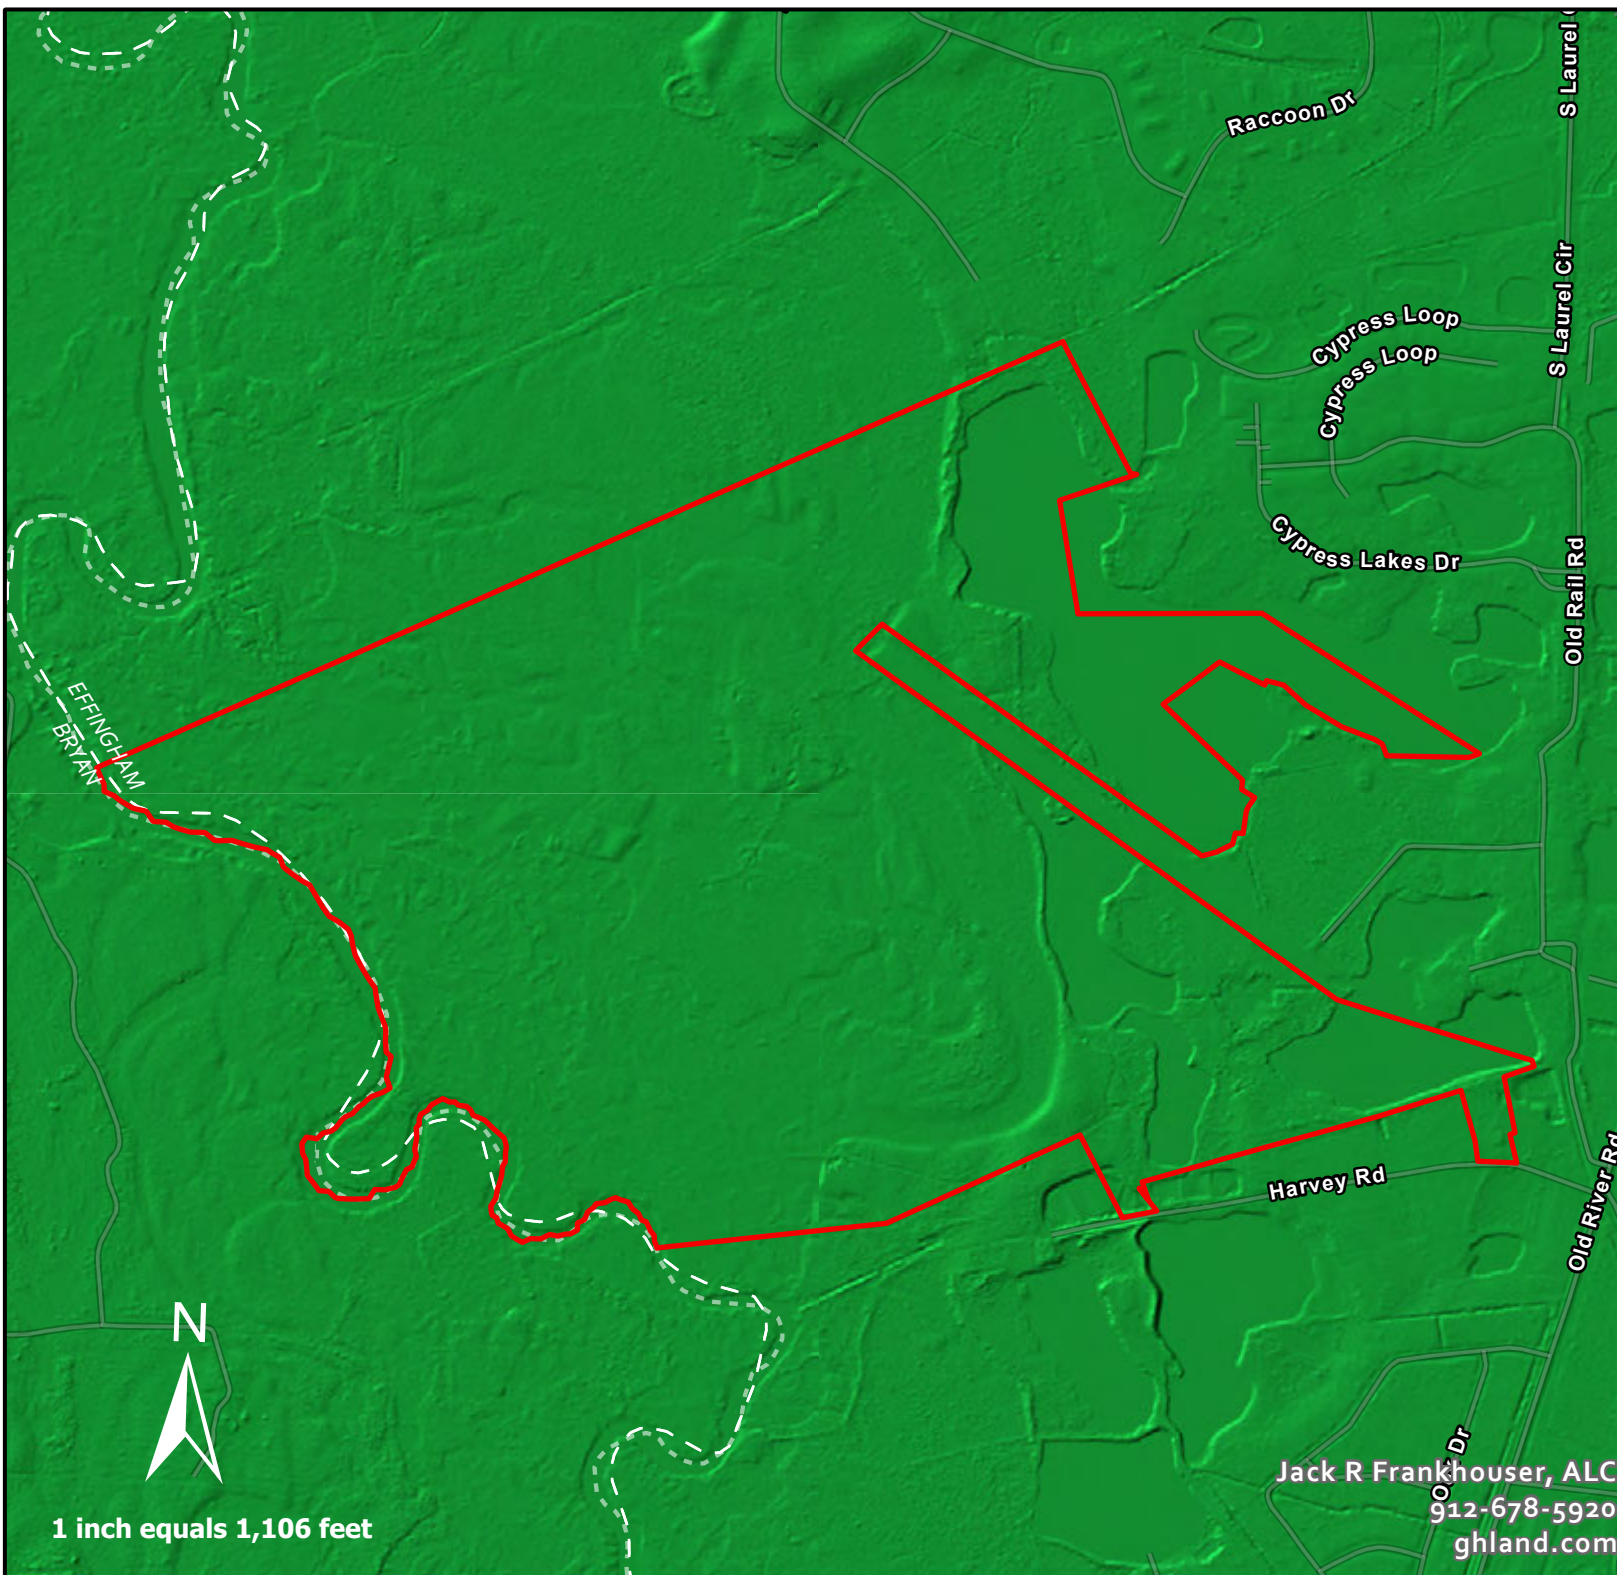 S Laurel
Raccoon Dr
S Laurel Cir
Cypress Loop
Cypress Loop
Cypress Lakes Dr
Old Rail Rd
EFFINGHAM
BRYAN
Harvey Rd
Old River Rd
N
Dr
Jack R Frankhouser, ALC
912-678-5920
ghland.com
1 inch equals 1,106 feet